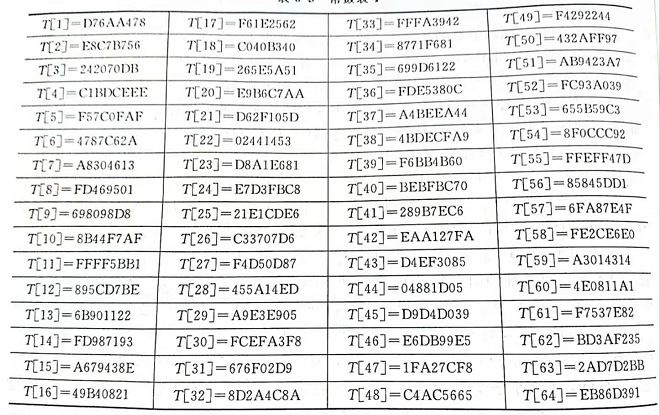 T[1]=D76AA478 T[17]=F61E2562 T[33]=FFFA3942 T[49]=F4292244
T[2]=E8C7B756 T[18]=C040B340 T[34]=8771F681 T[50]=432AFF97
T[3]=242070DB T[19]=265E5A51 T[35]=699D6122 T[51]=AB9423A7
T[4]=C1BDCEEE T[20]=E9B6C7AA T[36]=FDE5380C T[52]=FC93A039
T[5]=F57C0FAF T[21]=D62F105D T[37]=A4BEEA44 T[53]=655B59C3
T[6]=4787C62A T[22]=02441453 T[38]=4BDECFA9 T[54]=8F0CCC92
T[7]=A8304613 T[23]=D8A1E681 T[39]=F6BB4B60 T[55]=FFEFF47D
T[8]=FD469501 T[24]=E7D3FBC8 T[40]=BEBFBC70 T[56]=85845DD1
T[9]=698098D8 T[25]=21E1CDE6 T[41]=289B7EC6 T[57]=6FA87E4F
T[10]=8B44F7AF T[26]=C33707D6 T[42]=EAA127FA T[58]=FE2CE6E0
T[11]=FFFF5BB1 T[27]=F4D50D87 T[43]=D4EF3085 T[59]=A3014314
T[12]=895CD7BE T[28]=455A14ED T[44]=04881D05 T[60]=4E0811A1
T[13]=6B901122 T[29]=A9E3E905 T[45]=D9D4D039 T[61]=F7537E82
T[14]=FD987193 T[30]=FCEFA3F8 T[46]=E6DB99E5 T[62]=BD3AF235
T[15]=A679438E T[31]=676F02D9 T[47]=1FA27CF8 T[63]=2AD7D2BB
T[16]=49B40821 T[32]=8D2A4C8A T[48]=C4AC5665 T[64]=EB86D391